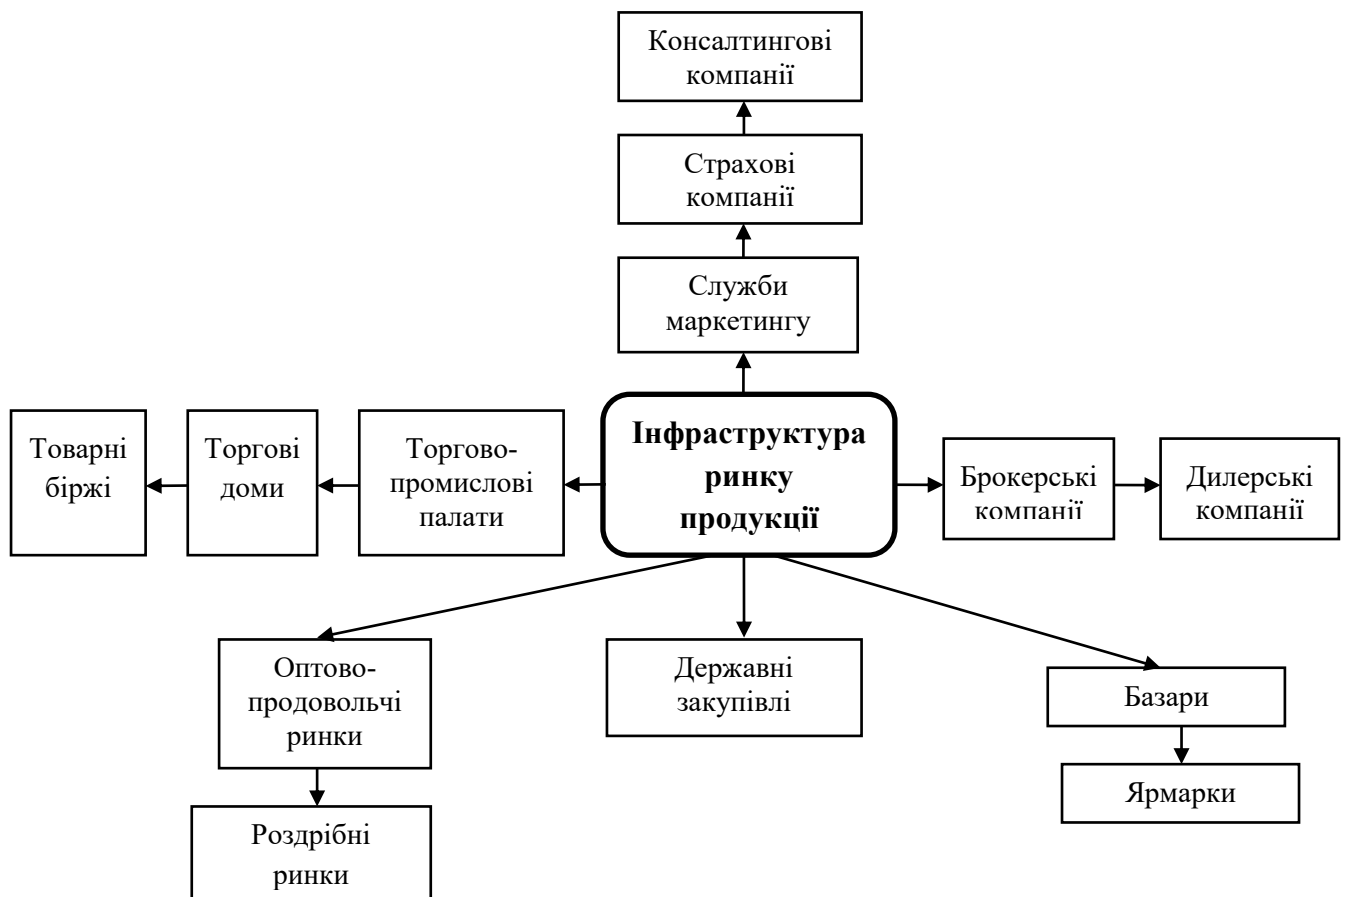 Консалтингові
компанії
Страхові
компанії
Служби
маркетингу
Товарні
біржі
Торгові
доми
Торгово-
промислові
палати
Інфраструктура
ринку
продукції
Брокерські
компанії
Дилерські
компанії
Оптово-
продовольчі
ринки
Державні
закупівлі
Базари
Ярмарки
Роздрібні
ринки